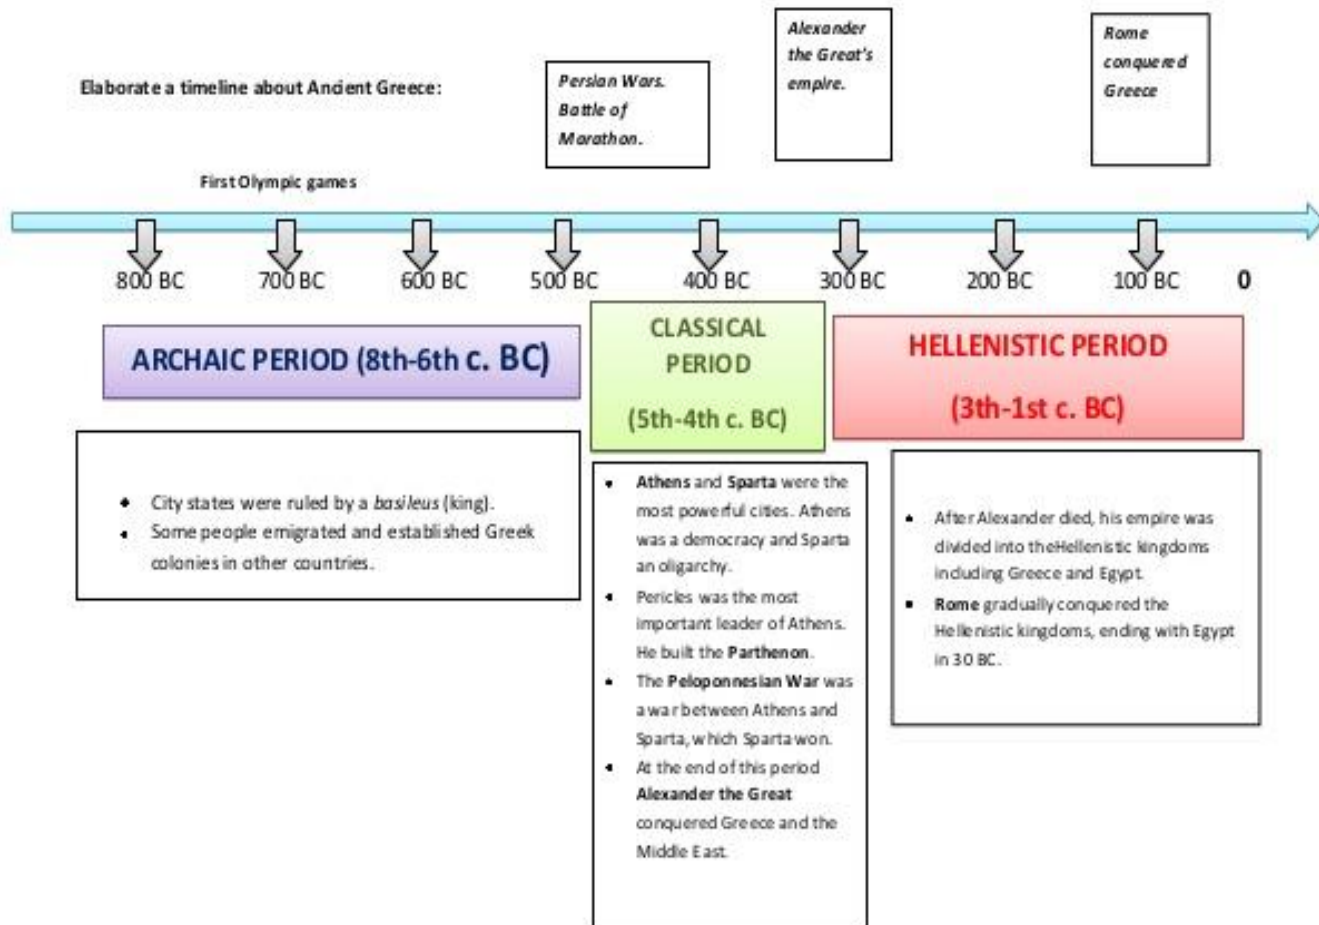 Elaborate a timeline about Ancient Greece:
Persian Wars.
Battle of
Marathon.
Alexander
the Great's
empire.
Rome
conquered
Greece
First Olympic games
800 BC 700 BC 600 BC 500 BC 400 BC 300 BC 200 BC 100 BC 0
ARCHAIC PERIOD (8th-6th c. BC)
• City states were ruled by a basileus (king).
• Some people emigrated and established Greek
colonies in other countries.
CLASSICAL
PERIOD
(5th-4th c. BC)
• Athens and Sparta were the
most powerful cities. Athens
was a democracy and Sparta
an oligarchy.
• Pericles was the most
important leader of Athens.
He built the Parthenon.
• The Peloponnesian War was
a war between Athens and
Sparta, which Sparta won.
• At the end of this period
Alexander the Great
conquered Greece and the
Middle East.
HELLENISTIC PERIOD
(3th-1st c. BC)
• After Alexander died, his empire was
divided into theHellenistic kingdoms
including Greece and Egypt.
• Rome gradually conquered the
Hellenistic kingdoms, ending with Egypt
in 30 BC.